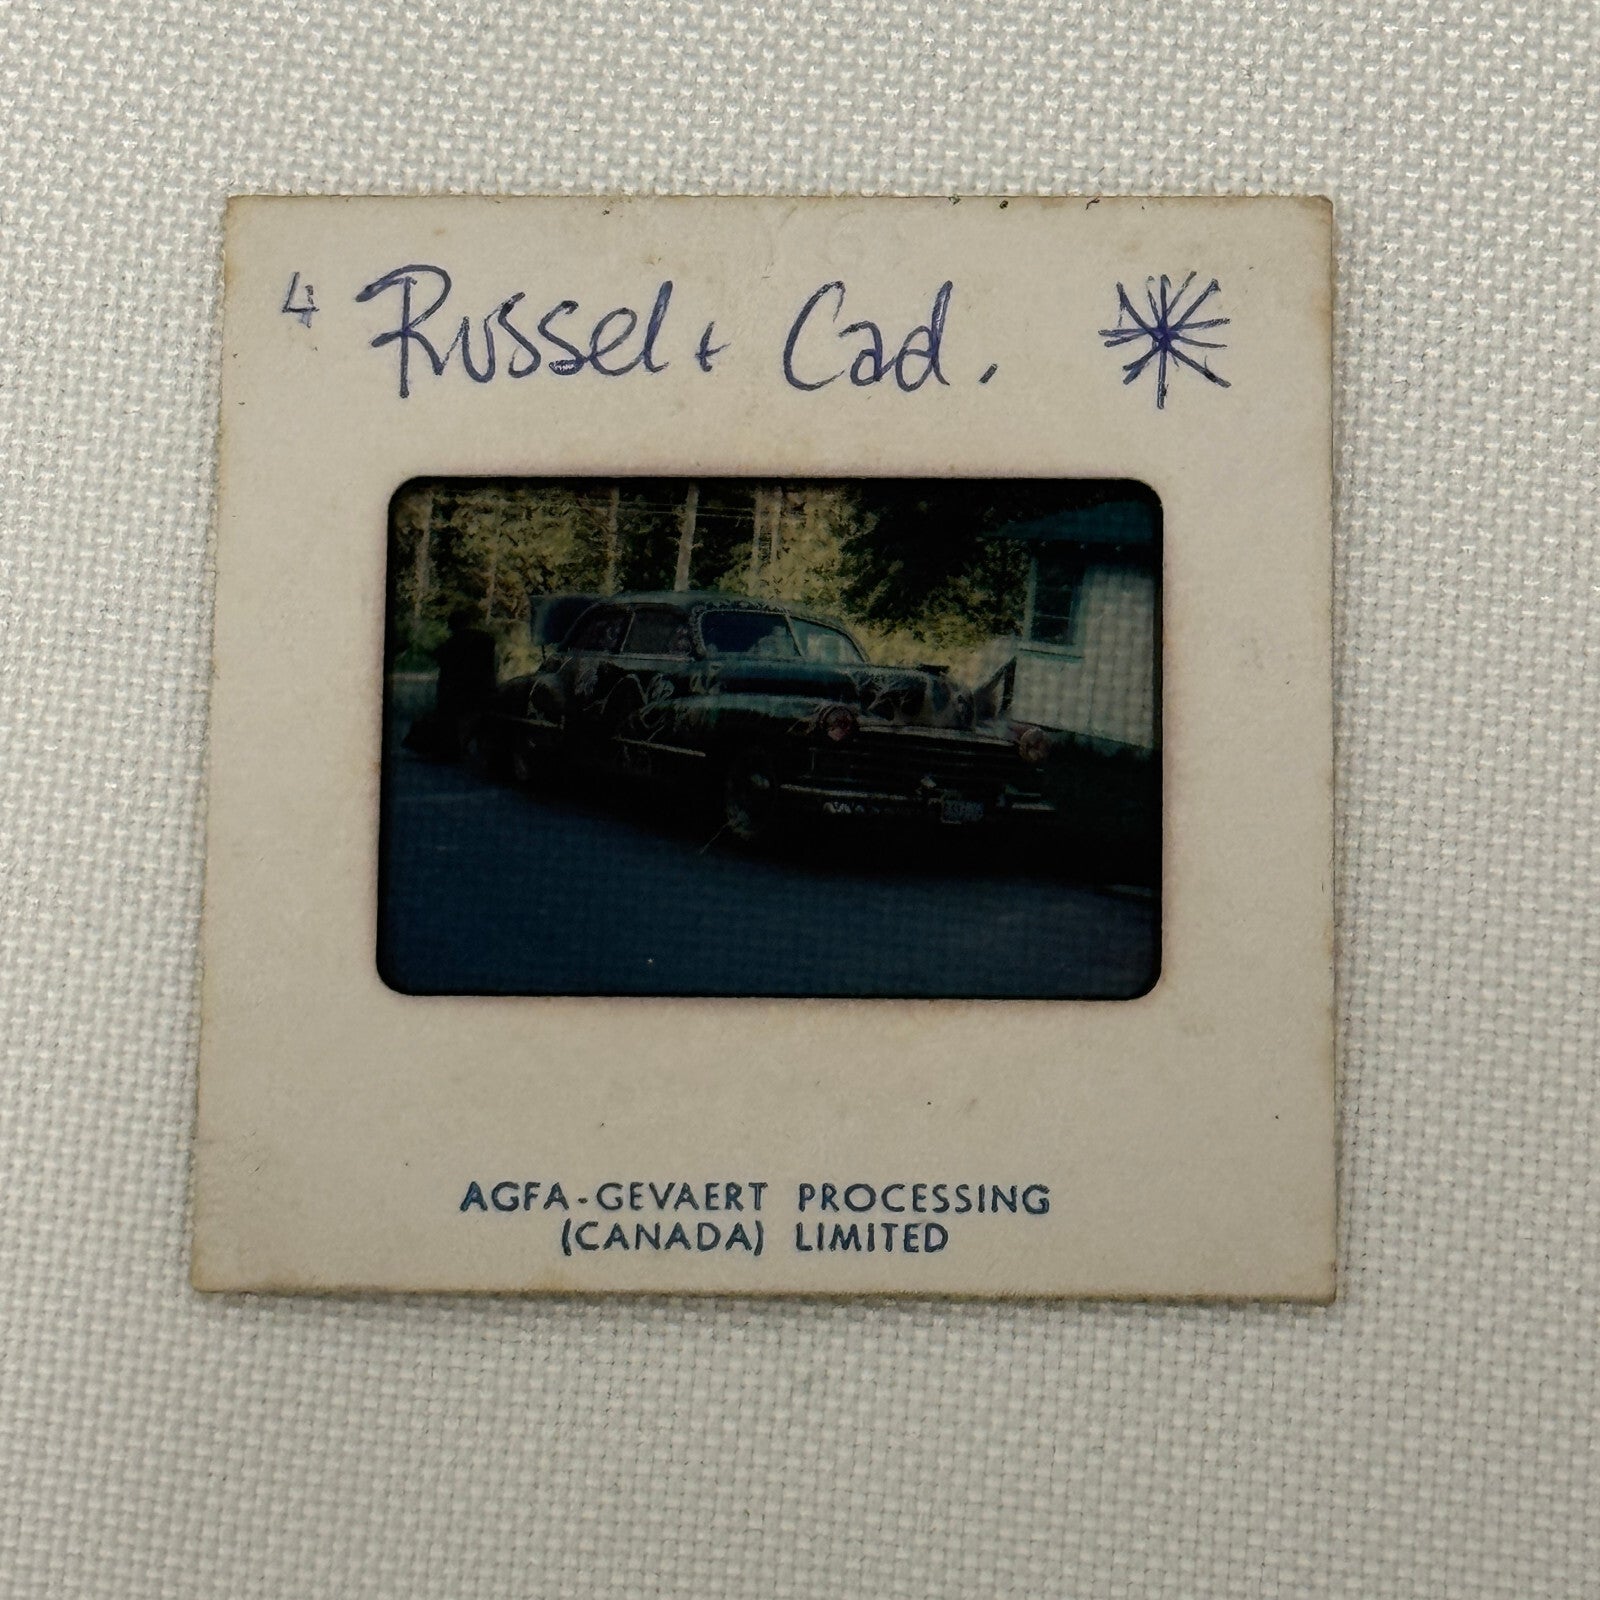 4 Russel + Cad.
AGFA-GEVAERT PROCESSING
(CANADA) LIMITED